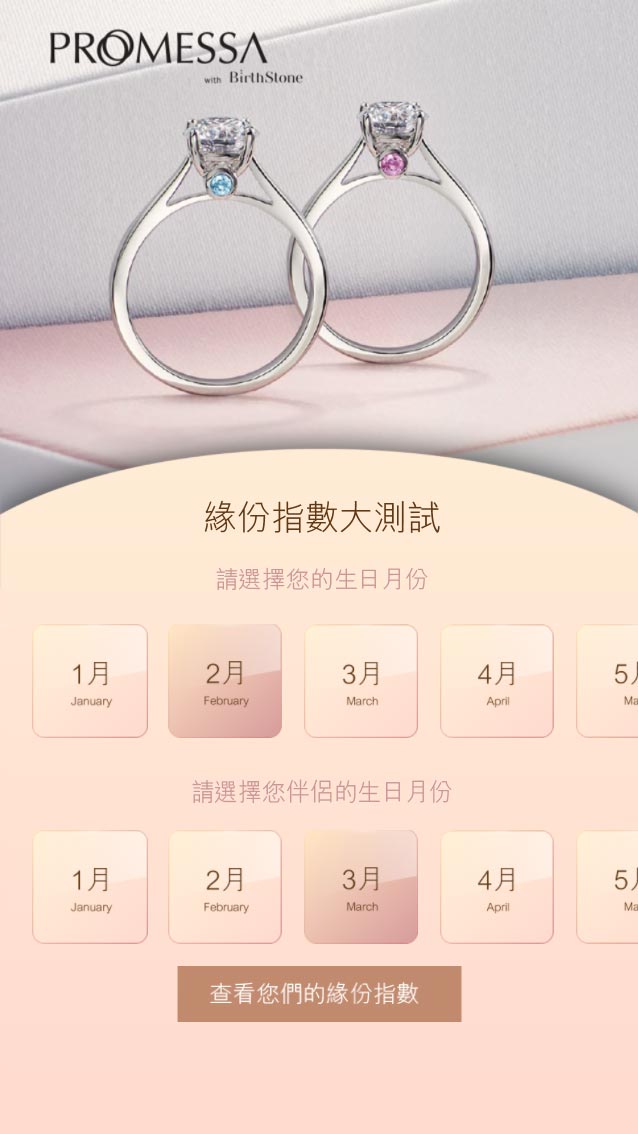 PROMESSA
with BirthStone
緣份指數大測試
請選擇您的生日月份
1月 2月 3月 4月
January February March April
請選擇您伴侶的生日月份
1月 2月 3月 4月
January February March April
查看您們的緣份指數